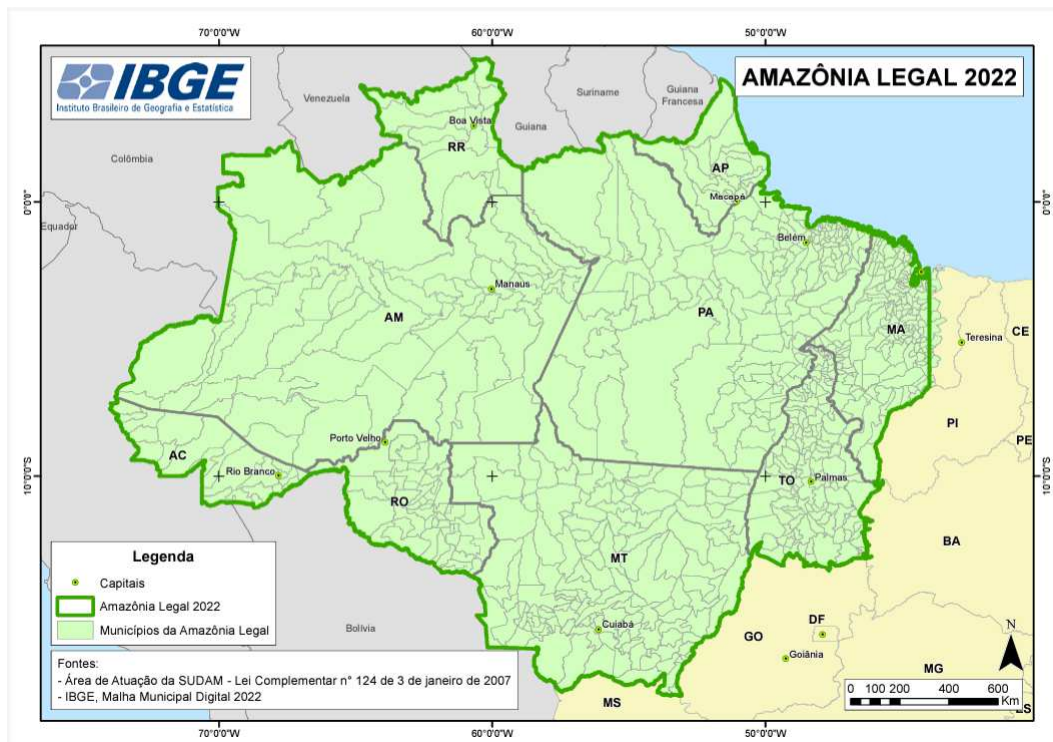 70°0'0"W
60°0'0"W
50°0'0"W
IBGE
Instituto Brasileiro de Geografia e Estatística
AMAZÔNIA LEGAL 2022
Venezuela
Suriname
Guiana
Francesa
Boa Vista
Guiana
RR
Colômbia
AP
0°0'0"
Macapá
0°0'0"
Equador
Belém
Manaus
AM
PA
MA
Teresina
CE
PI
PE
Porto Velho
AC
Rio Branco
10°0'0"S
RO
TO
Palmas
10°0'0"S
BA
MT
Legenda
Capitais
Amazônia Legal 2022
Municípios da Amazônia Legal
Bolívia
Cuiabá
GO
DF
Goiânia
N
MG
Fontes:
- Área de Atuação da SUDAM - Lei Complementar n° 124 de 3 de janeiro de 2007
- IBGE, Malha Municipal Digital 2022
MS
0 100 200 400 600
Km
ES
70°0'0"W
60°0'0"W
50°0'0"W